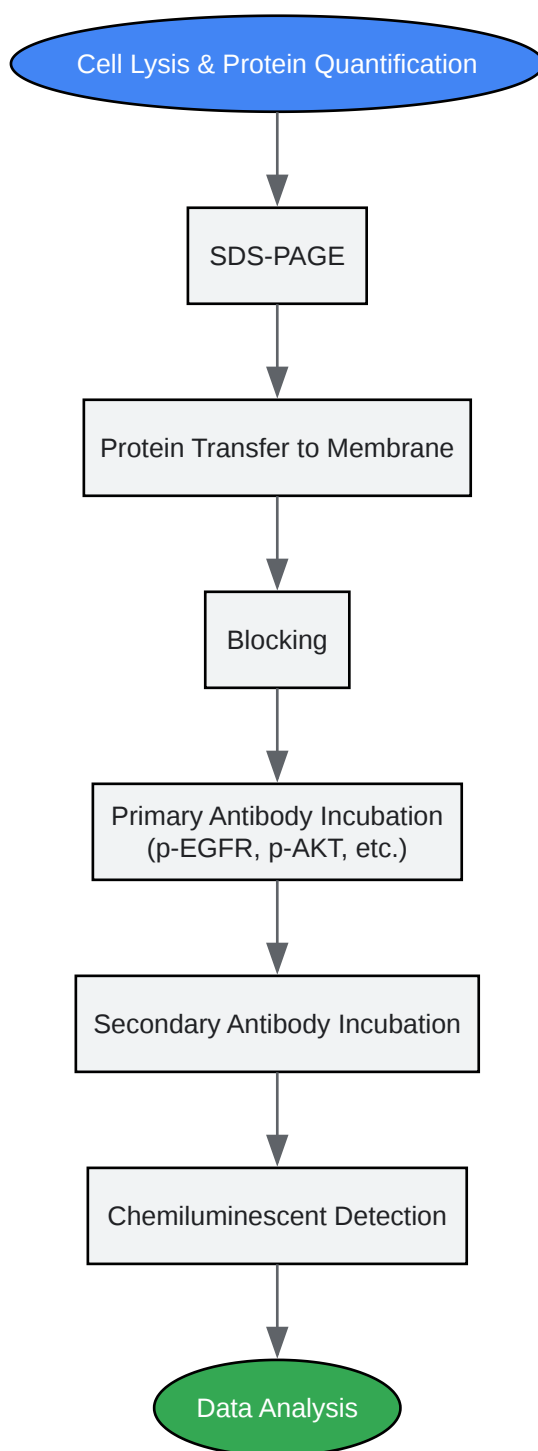 Cell Lysis & Protein Quantification
SDS-PAGE
Protein Transfer to Membrane
Blocking
Primary Antibody Incubation
(p-EGFR, p-AKT, etc.)
Secondary Antibody Incubation
Chemiluminescent Detection
Data Analysis